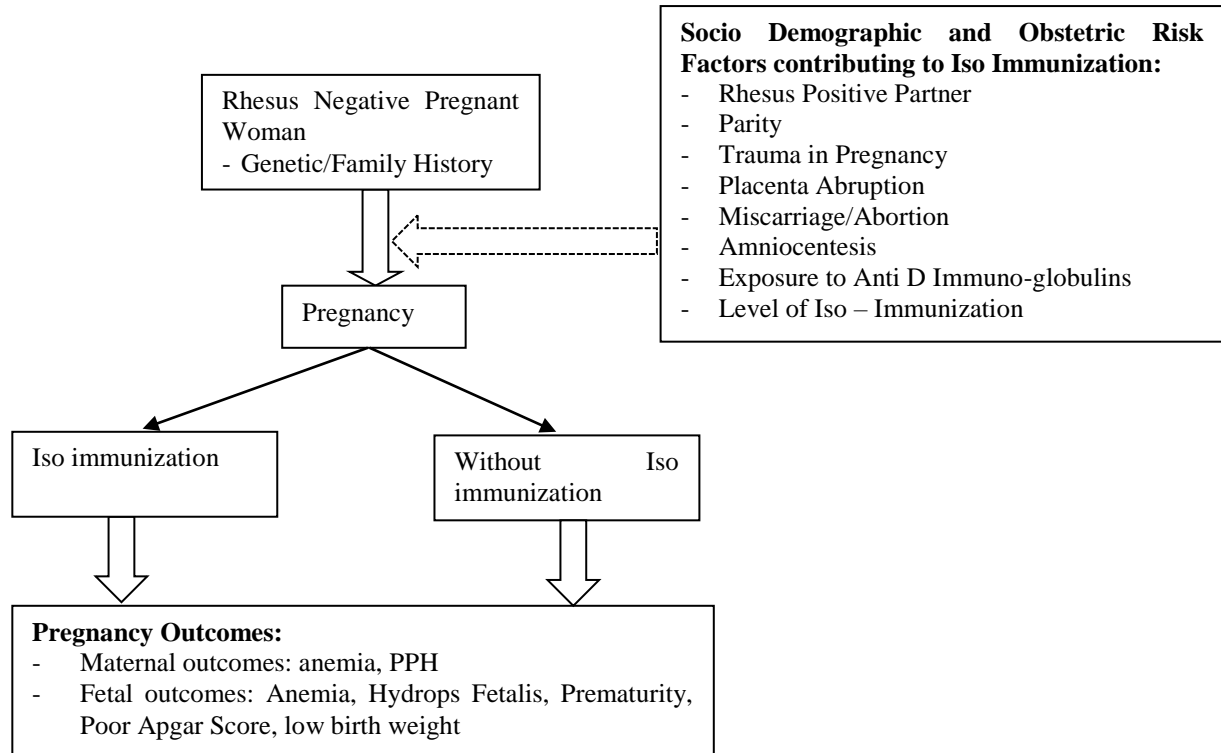 Socio Demographic and Obstetric Risk
Factors contributing to Iso Immunization:
- Rhesus Positive Partner
- Parity
- Trauma in Pregnancy
- Placenta Abruption
- Miscarriage/Abortion
- Amniocentesis
- Exposure to Anti D Immuno-globulins
- Level of Iso – Immunization
Rhesus Negative Pregnant
Woman
- Genetic/Family History
Pregnancy
Iso immunization
Without Iso
immunization
Pregnancy Outcomes:
- Maternal outcomes: anemia, PPH
- Fetal outcomes: Anemia, Hydrops Fetalis, Prematurity,
Poor Apgar Score, low birth weight